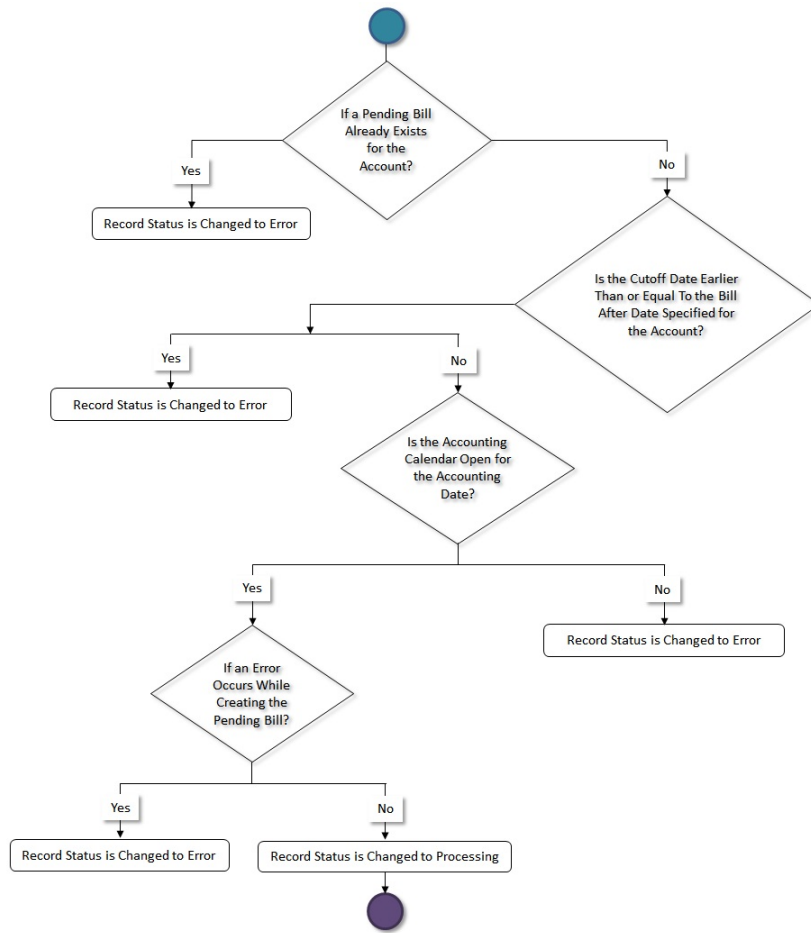 If a Pending Bill
Already Exists
for the
Account?
Yes
No
Record Status is Changed to Error
Is the Cutoff Date Earlier
Than or Equal To the Bill
After Date Specified for
the Account?
Yes
No
Record Status is Changed to Error
Is the Accounting
Calendar Open for
the Accounting
Date?
Yes
No
Record Status is Changed to Error
If an Error
Occurs While
Creating the
Pending Bill?
Yes
No
Record Status is Changed to Error
Record Status is Changed to Processing